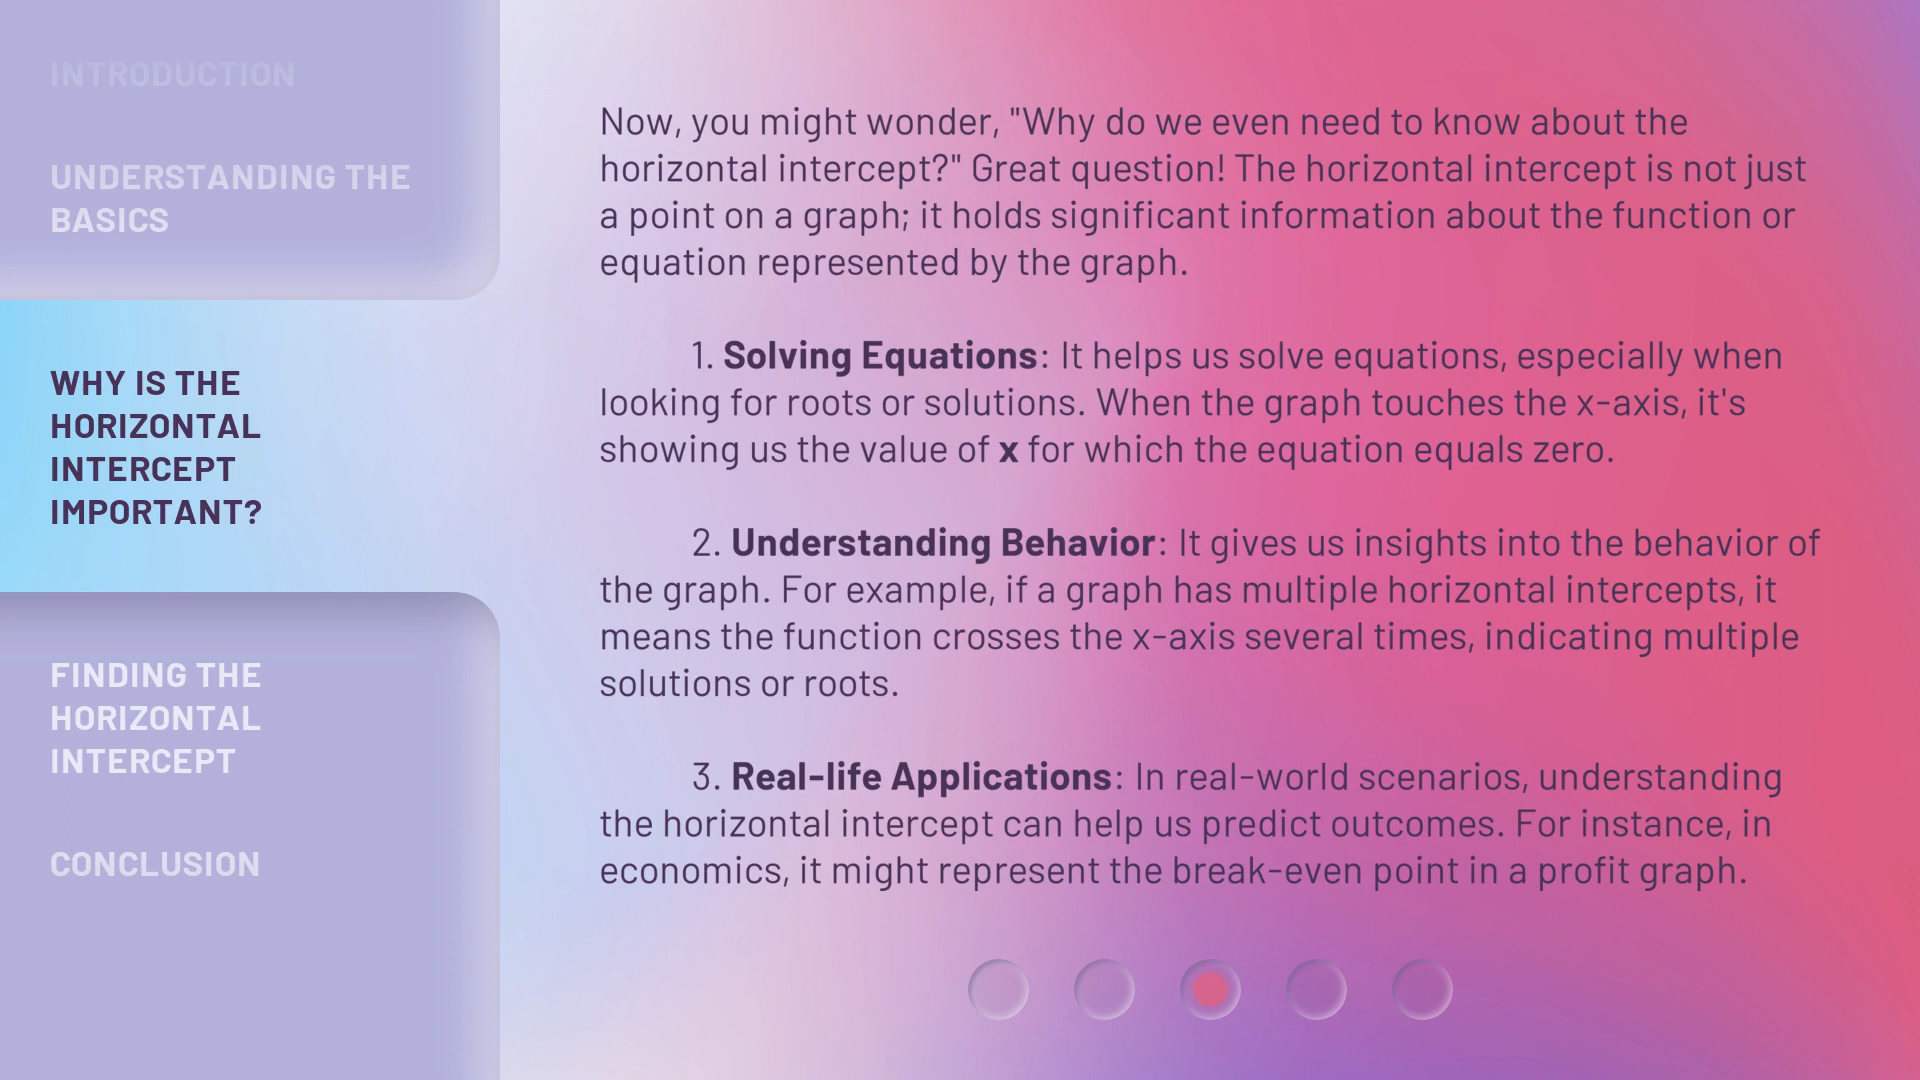 INTRODUCTION
UNDERSTANDING THE
BASICS
WHY IS THE
HORIZONTAL
INTERCEPT
IMPORTANT?
FINDING THE
HORIZONTAL
INTERCEPT
CONCLUSION
Now, you might wonder, "Why do we even need to know about the
horizontal intercept?" Great question! The horizontal intercept is not just
a point on a graph; it holds significant information about the function or
equation represented by the graph.
1. Solving Equations: It helps us solve equations, especially when
looking for roots or solutions. When the graph touches the x-axis, it's
showing us the value of x for which the equation equals zero.
2. Understanding Behavior: It gives us insights into the behavior of
the graph. For example, if a graph has multiple horizontal intercepts, it
means the function crosses the x-axis several times, indicating multiple
solutions or roots.
3. Real-life Applications: In real-world scenarios, understanding
the horizontal intercept can help us predict outcomes. For instance, in
economics, it might represent the break-even point in a profit graph.